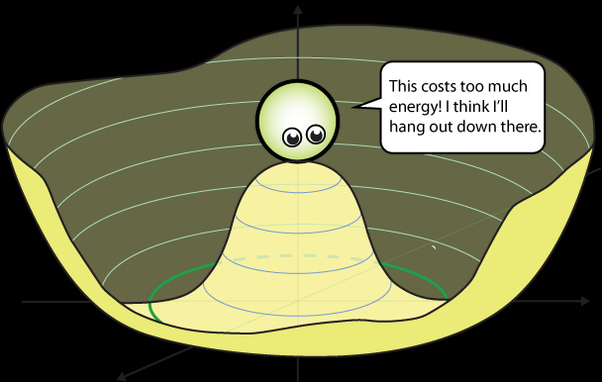 This costs too much
energy! I think I'll
hang out down there.